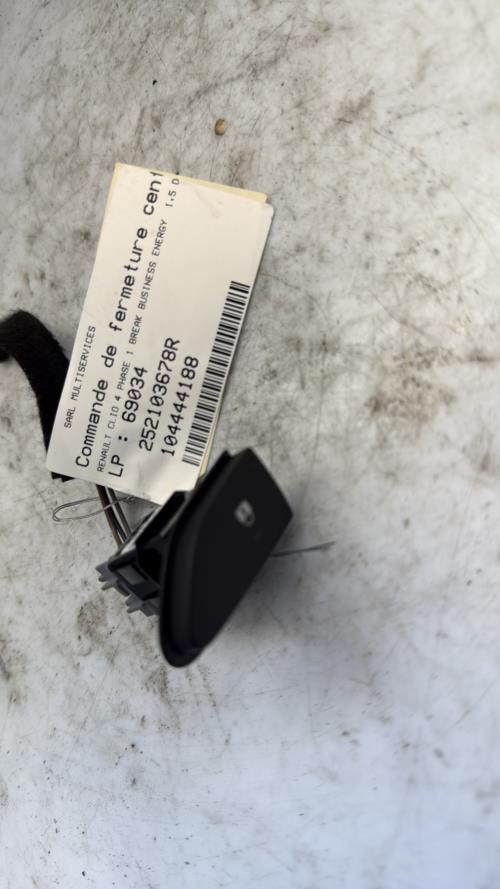 SARL MULTISERVICES
Commande de fermeture cent
RENAULT CLIO 4 PHASE 1 BREAK BUSINESS ENERGY 1.5 D
LP : 69034
252103678R
104444188